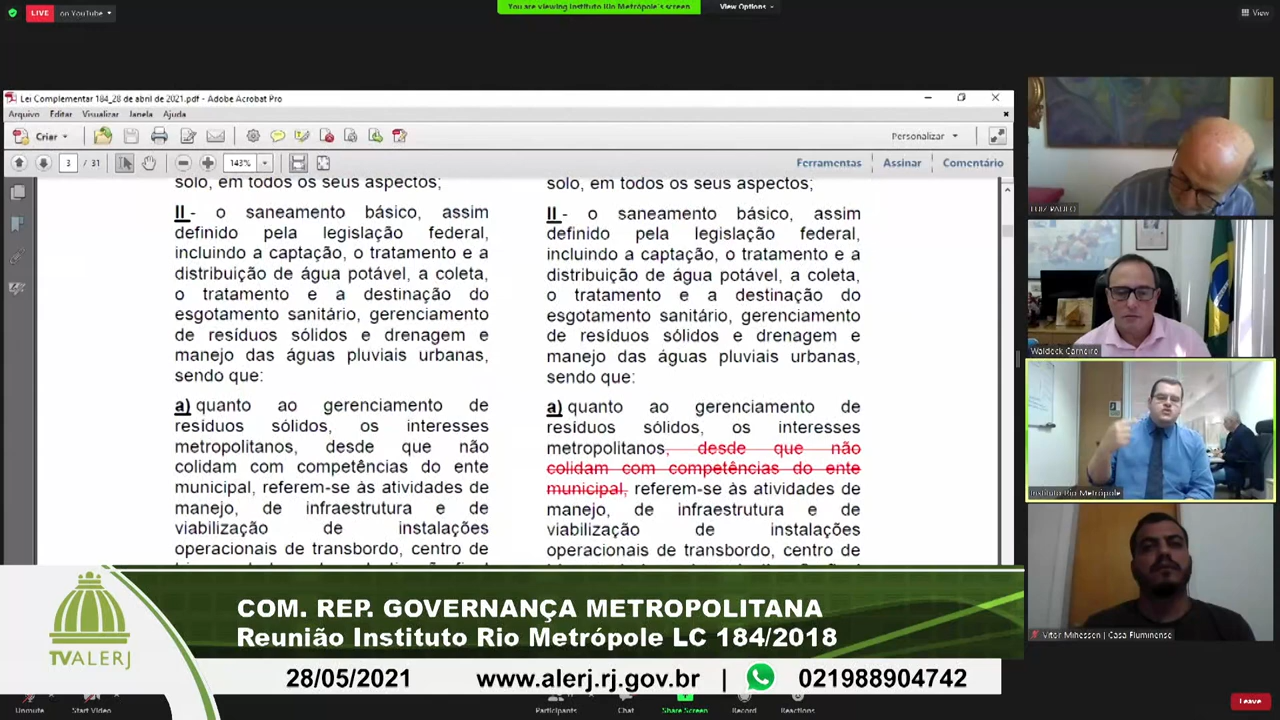 LIVE on YouTube
You are viewing Instituto Rio Metrópole's screen
View Options
View
Lei Complementar 184_28 de abril de 2021.pdf - Adobe Acrobat Pro
Arquivo Editar Visualizar Janela Ajuda
Criar
Personalizar
3 / 31
143%
Ferramentas
Assinar
Comentário
solo, em todos os seus aspectos;
II - o saneamento básico, assim
definido pela legislação federal,
incluindo a captação, o tratamento e a
distribuição de água potável, a coleta,
o tratamento e a destinação do
esgotamento sanitário, gerenciamento
de resíduos sólidos e drenagem e
manejo das águas pluviais urbanas,
sendo que:
a) quanto ao gerenciamento de
resíduos sólidos, os interesses
metropolitanos, desde que não
colidam com competências do ente
municipal, referem-se às atividades de
manejo, de infraestrutura e de
viabilização de instalações
operacionais de transbordo, centro de
solo, em todos os seus aspectos;
II - o saneamento básico, assim
definido pela legislação federal,
incluindo a captação, o tratamento e a
distribuição de água potável, a coleta,
o tratamento e a destinação do
esgotamento sanitário, gerenciamento
de resíduos sólidos e drenagem e
manejo das águas pluviais urbanas,
sendo que:
a) quanto ao gerenciamento de
resíduos sólidos, os interesses
metropolitanos, desde que não
colidam com competências do ente
municipal, referem-se às atividades de
manejo, de infraestrutura e de
viabilização de instalações
operacionais de transbordo, centro de
LUIZ PAULO
Waldeck Carneiro
Instituto Rio Metrópole
Vitor Mihessen | Casa Fluminense
COM. REP. GOVERNANÇA METROPOLITANA
Reunião Instituto Rio Metrópole LC 184/2018
TVALERJ
28/05/2021 www.alerj.rj.gov.br | 021988904742
Unmute
Start Video
Participants
Chat
Share Screen
Record
Reactions
Leave